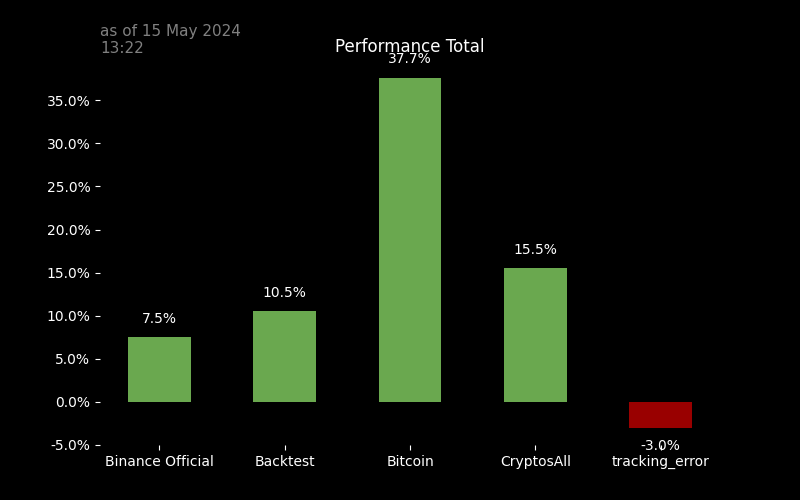 as of 15 May 2024
13:22
Performance Total
37.7%
35.0%
30.0%
25.0%
20.0%
15.5%
15.0%
10.5%
10.0%
7.5%
5.0%
0.0%
-5.0%
-3.0%
Binance Official
Backtest
Bitcoin
CryptosAll
tracking_error